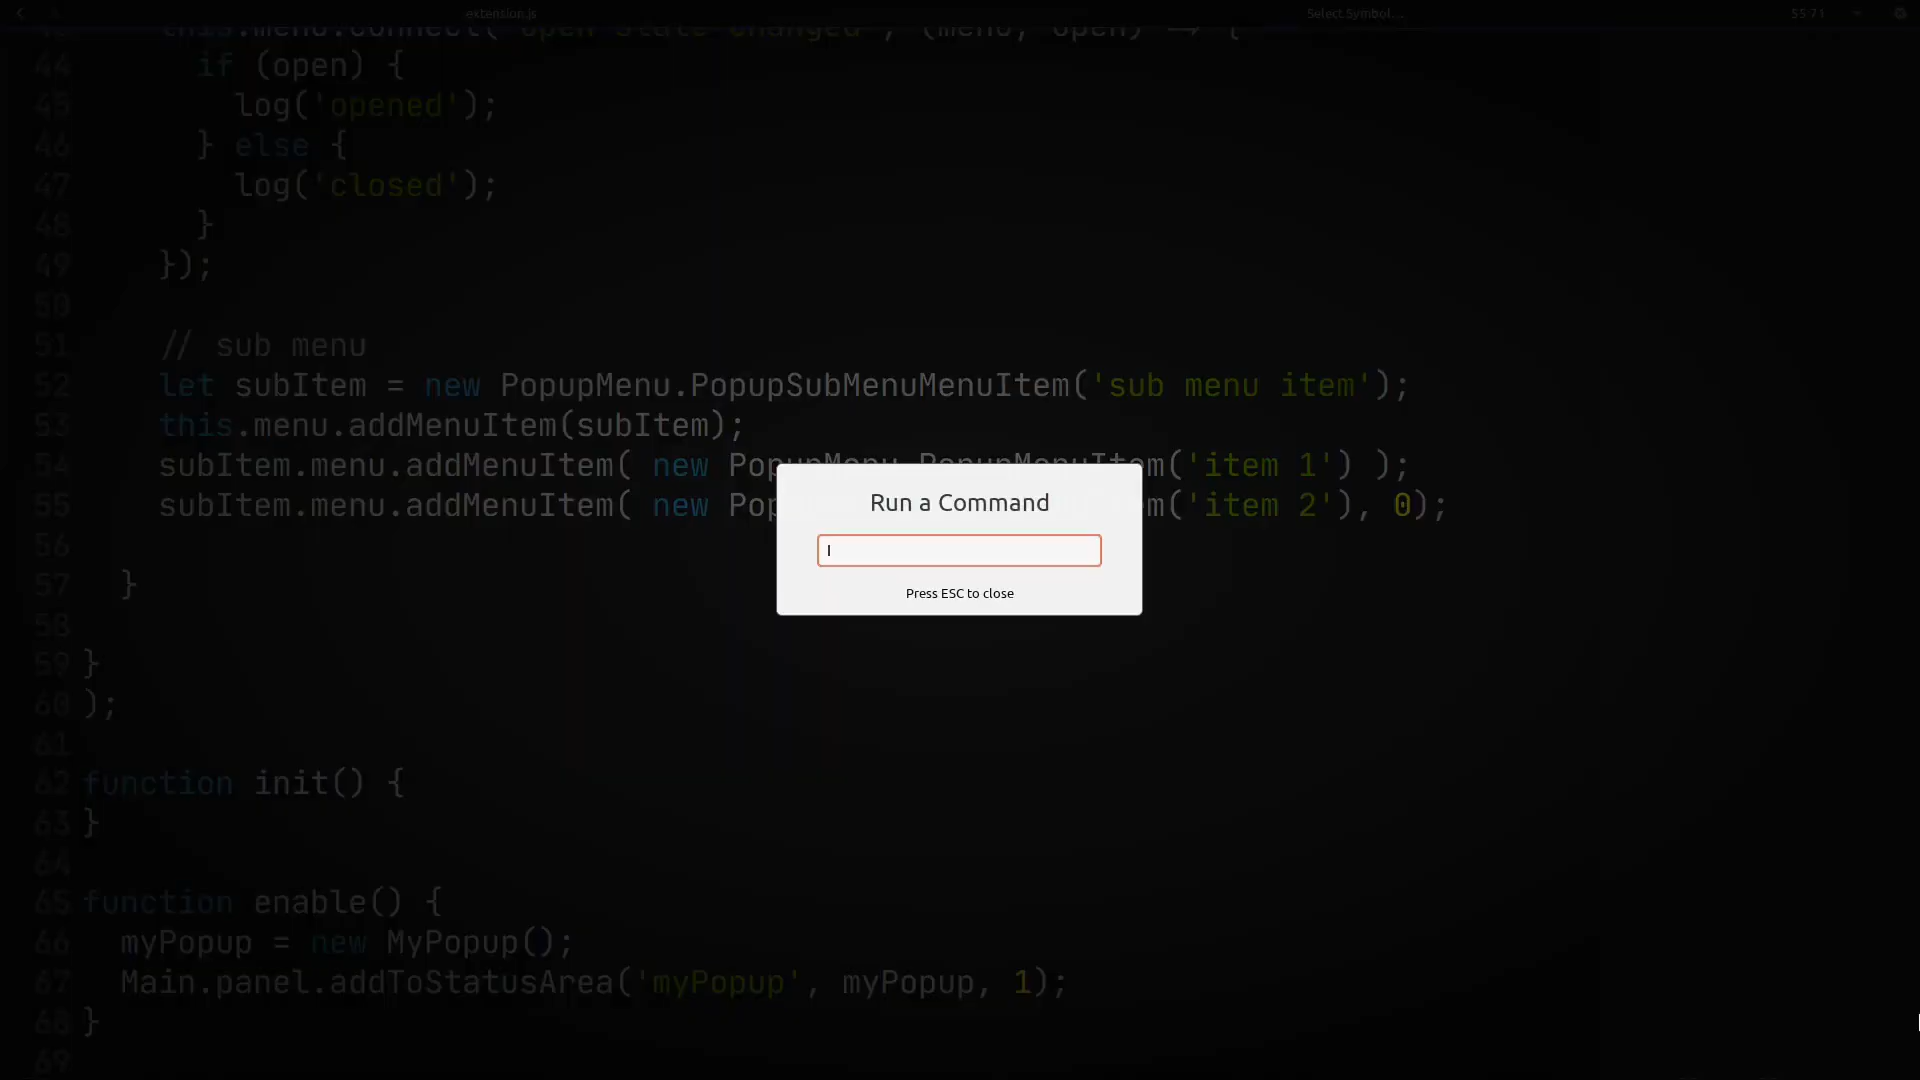 extension.js
Select Symbol...
55:71
44 if (open) {
45 log('opened');
46 } else {
47 log('closed');
48 }
49 });
50
51 // sub menu
52 let subItem = new PopupMenu.PopupSubMenuMenuItem('sub menu item');
53 this.menu.addMenuItem(subItem);
54 subItem.menu.addMenuItem( new PopupMenu.PopupMenuItem('item 1') );
55 subItem.menu.addMenuItem( new Pop m('item 2'), 0);
Run a Command
Press ESC to close
56
57 }
58
59 }
60 );
61
62 function init() {
63 }
64
65 function enable() {
66 myPopup = new MyPopup();
67 Main.panel.addToStatusArea('myPopup', myPopup, 1);
68 }
69